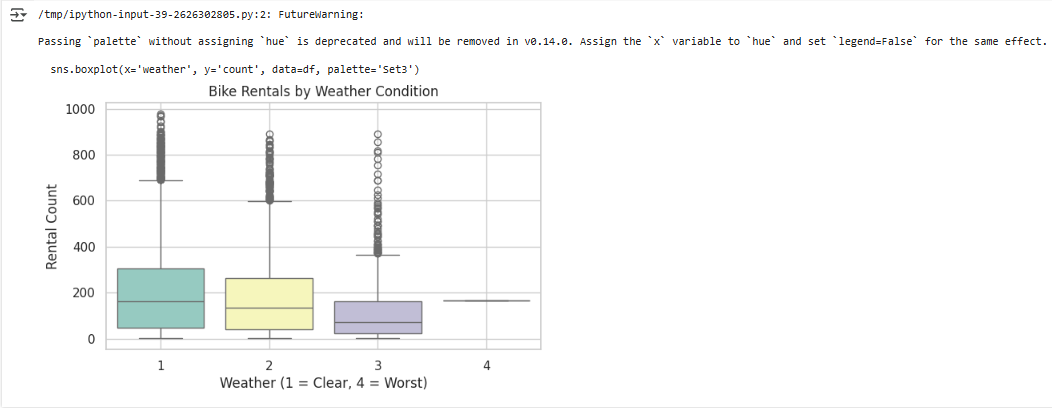 /tmp/ipython-input-39-2626302805.py:2: FutureWarning:
Passing `palette` without assigning `hue` is deprecated and will be removed in v0.14.0. Assign the `x` variable to `hue` and set `legend=False` for the same effect.
sns.boxplot(x='weather', y='count', data=df, palette='Set3')
Bike Rentals by Weather Condition
1000
800
600
400
200
0
Rental Count
1 2 3 4
Weather (1 = Clear, 4 = Worst)